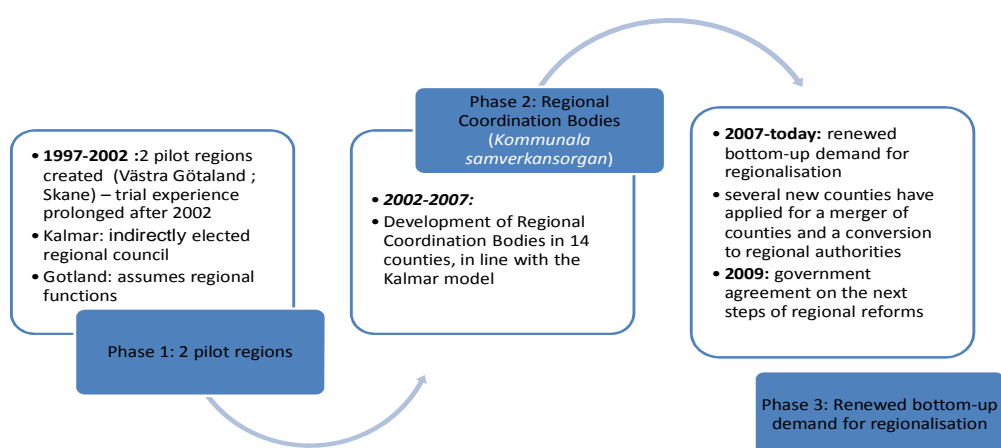 • 1997-2002 :2 pilot regions
created (Västra Götaland ;
Skane) – trial experience
prolonged after 2002
• Kalmar: indirectly elected
regional council
• Gotland: assumes regional
functions
Phase 1: 2 pilot regions
Phase 2: Regional
Coordination Bodies
(Kommunala
samverkansorgan)
• 2002-2007:
• Development of Regional
Coordination Bodies in 14
counties, in line with the
Kalmar model
• 2007-today: renewed
bottom-up demand for
regionalisation
• several new counties have
applied for a merger of
counties and a conversion
to regional authorities
• 2009: government
agreement on the next
steps of regional reforms
Phase 3: Renewed bottom-up
demand for regionalisation